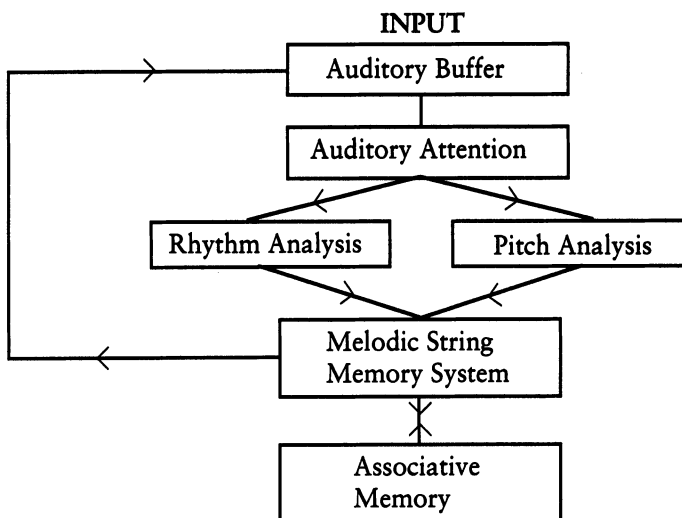 INPUT
Auditory Buffer
Auditory Attention
Rhythm Analysis
Pitch Analysis
Melodic String
Memory System
Associative
Memory